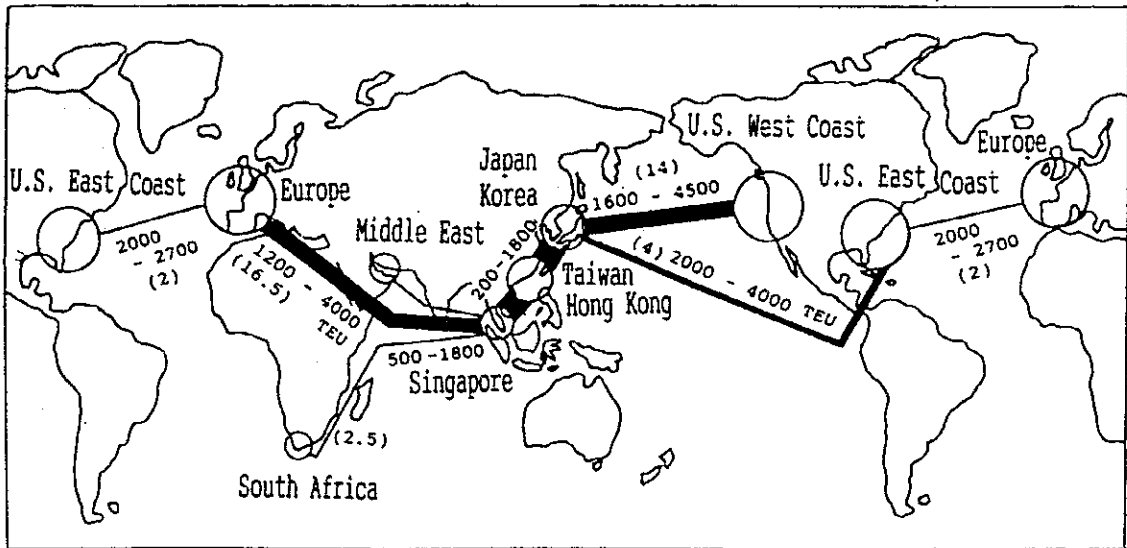 U.S. West Coast
Europe
Japan
Korea
(14)
1600 - 4500
U.S. East Coast
Europe
U.S. East Coast
2000
- 2700
(2)
1200 - 4000
TEU
(16.5)
Middle East
200-1800
Taiwan
Hong Kong
(4) 2000
- 4000 TEU
2000
- 2700
(2)
500-1800
Singapore
(2.5)
South Africa